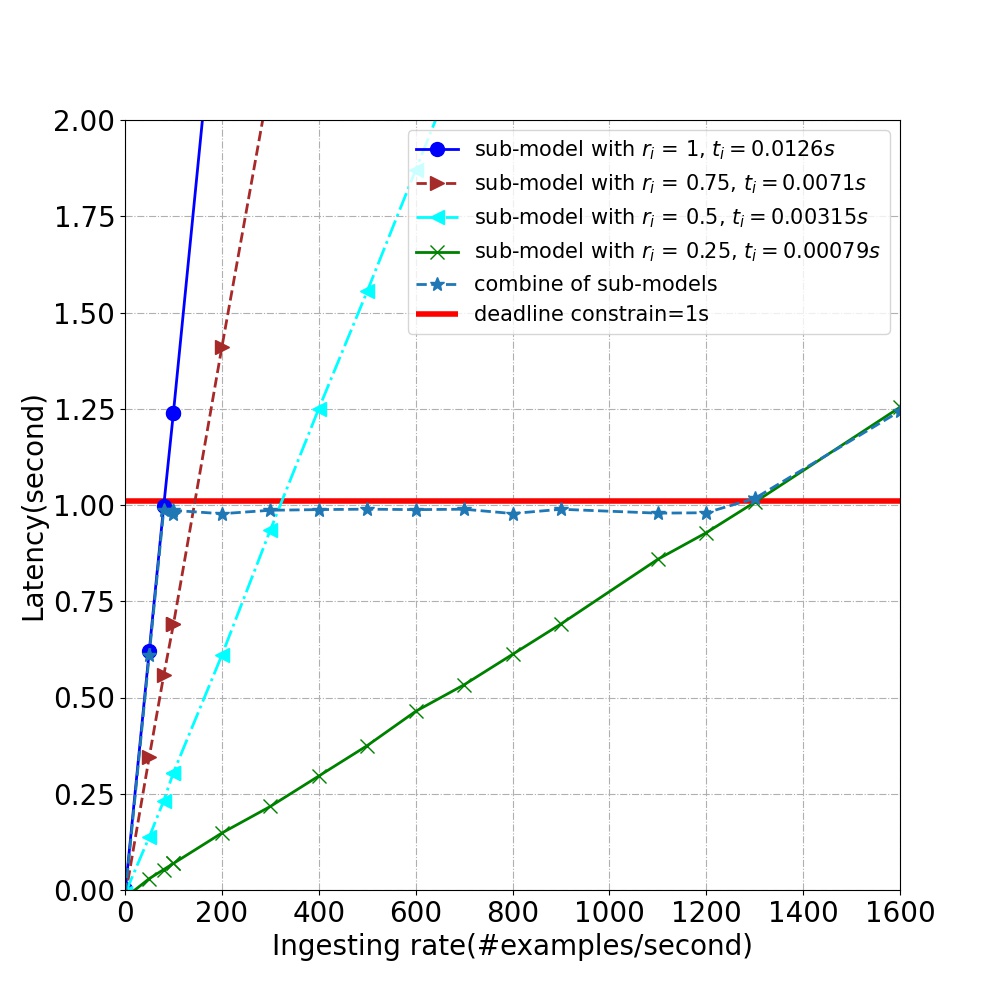 2.00
1.75
1.50
1.25
1.00
0.75
0.50
0.25
0.00
Latency(second)
sub-model with r_i = 1, t_i = 0.0126s
sub-model with r_i = 0.75, t_i = 0.0071s
sub-model with r_i = 0.5, t_i = 0.00315s
sub-model with r_i = 0.25, t_i = 0.00079s
combine of sub-models
deadline constrain=1s
0 200 400 600 800 1000 1200 1400 1600
Ingesting rate(#examples/second)